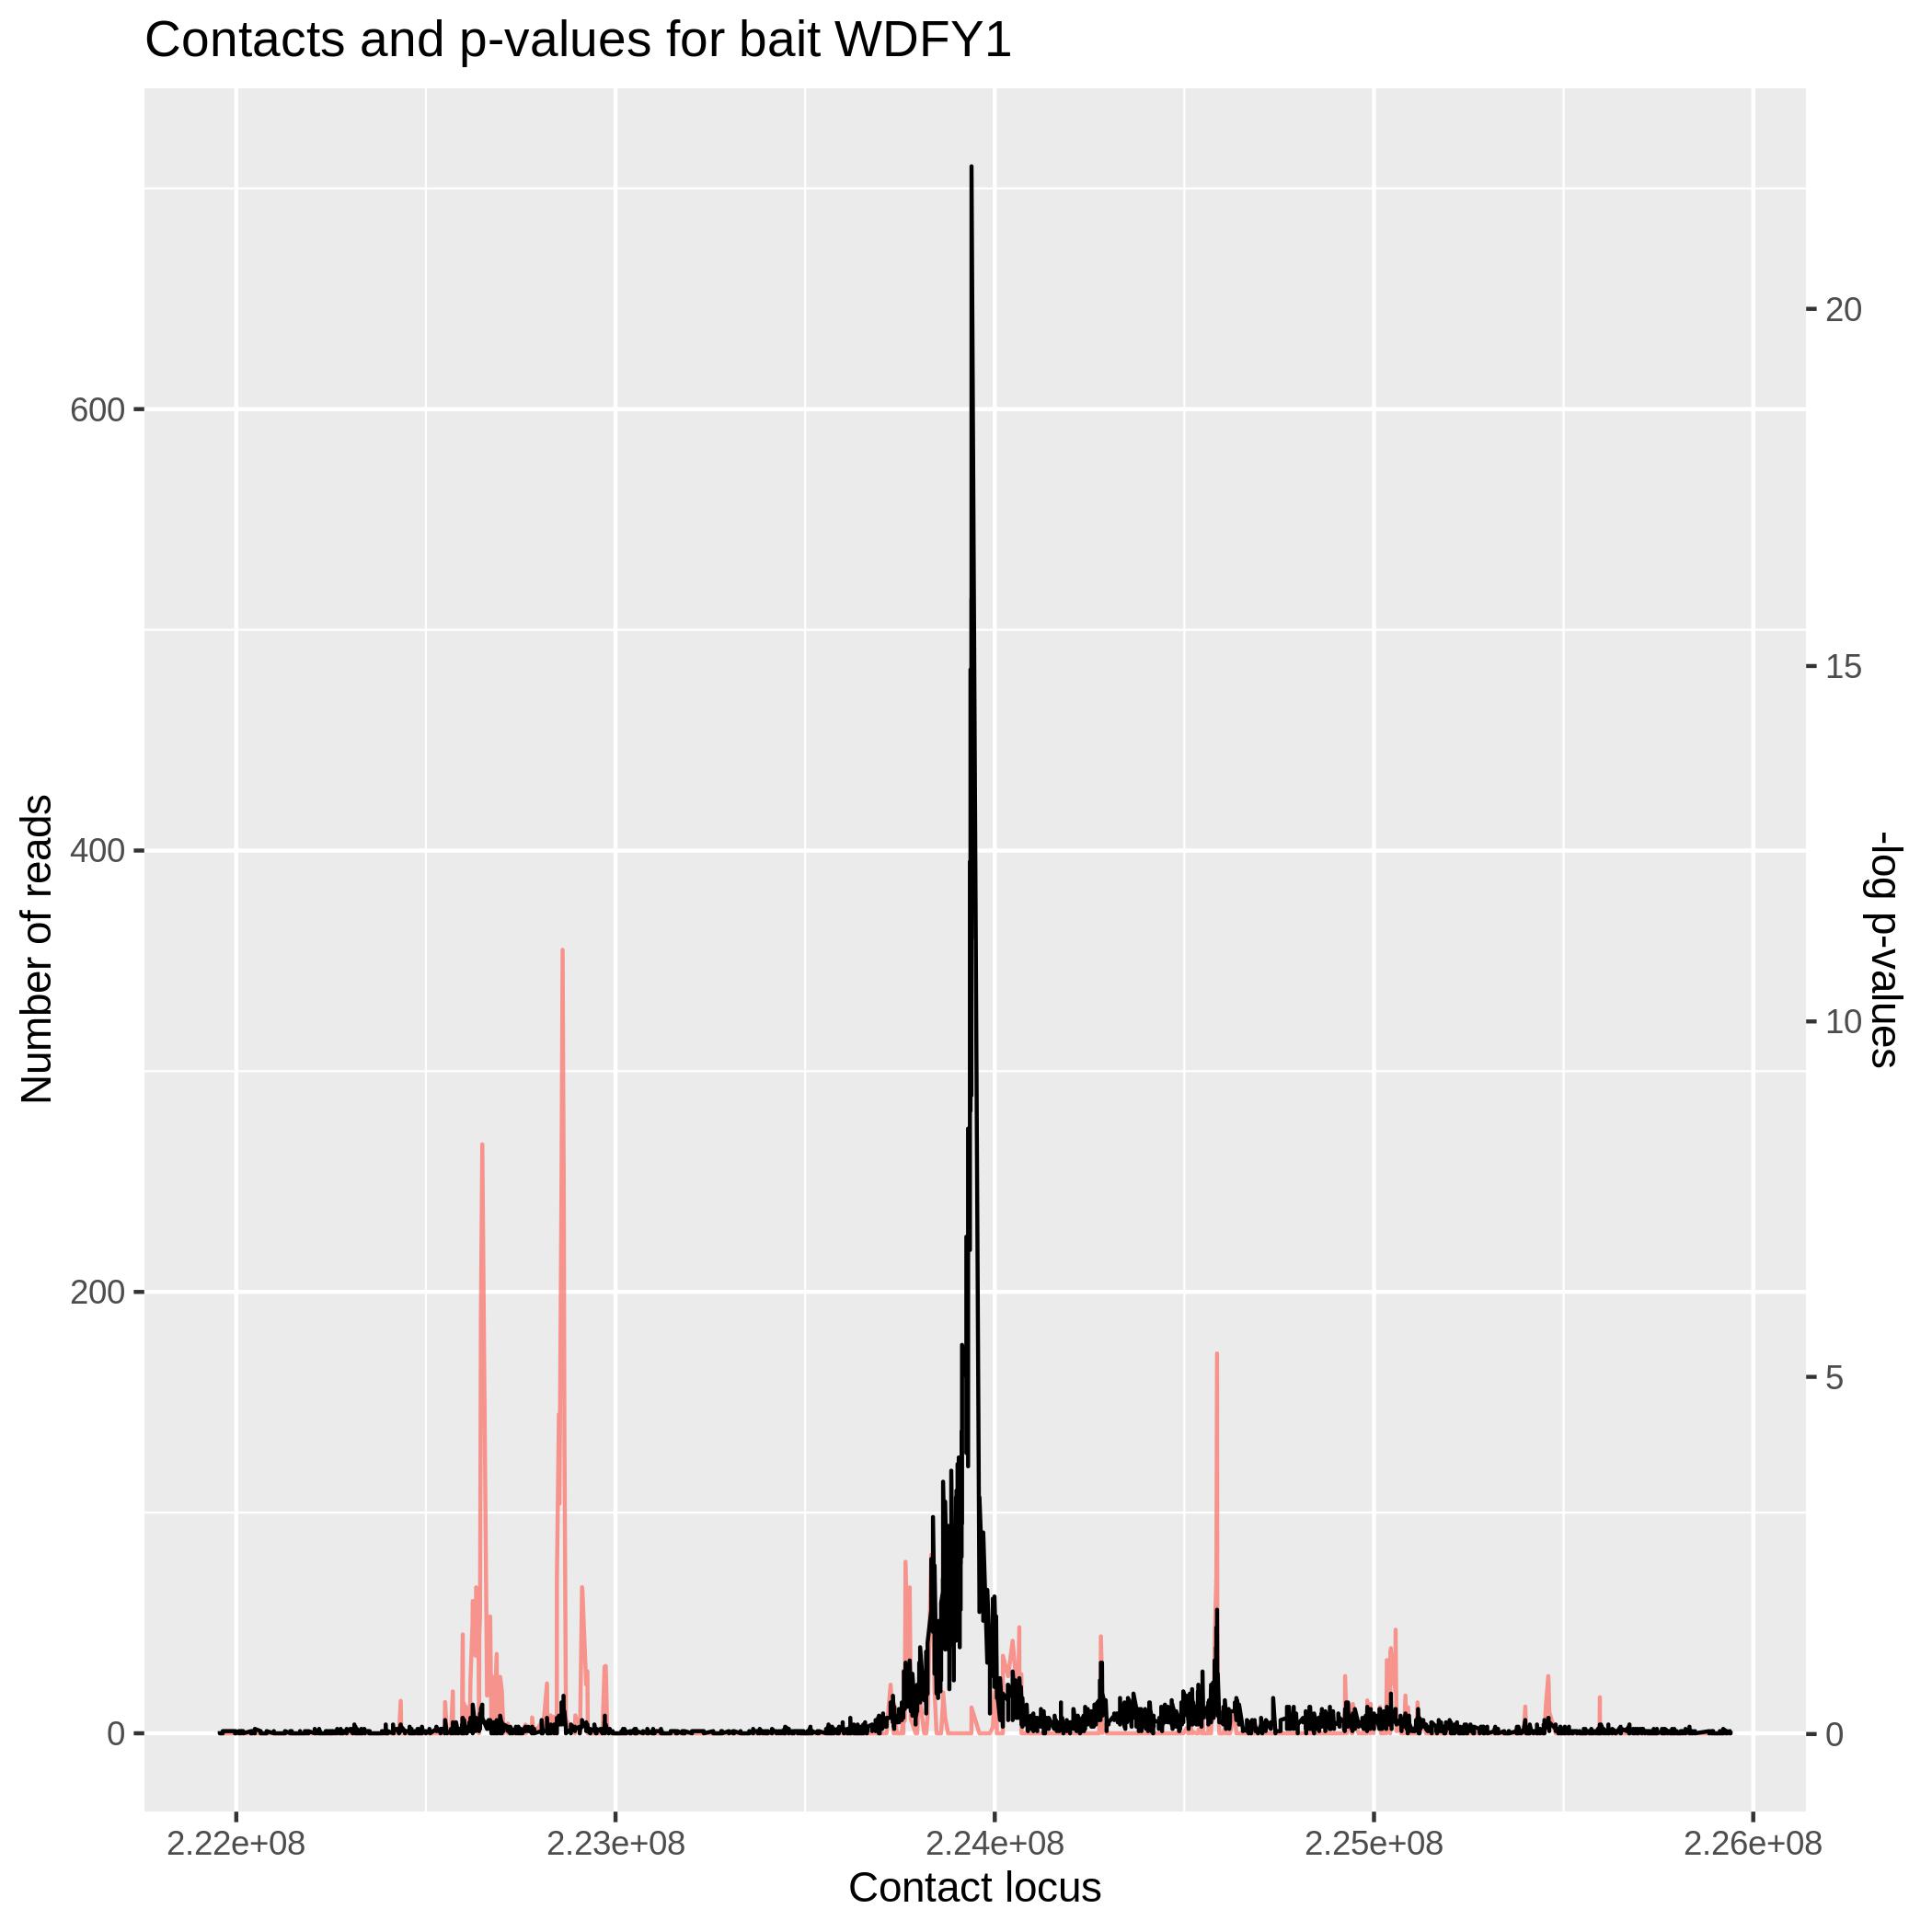 Contacts and p-values for bait WDFY1
Number of reads
600
400
200
0
20
15
10
5
0
-log p-values
2.22e+08
2.23e+08
2.24e+08
2.25e+08
2.26e+08
Contact locus